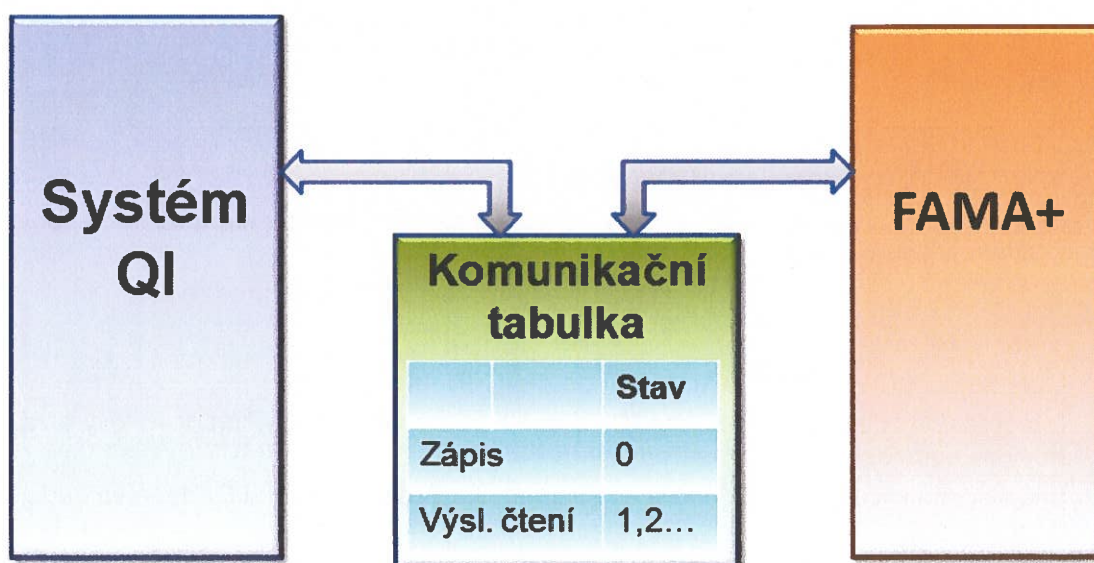 Systém
QI
Komunikační
tabulka
Stav
Zápis 0
Výsl. čtení 1,2...
FAMA+